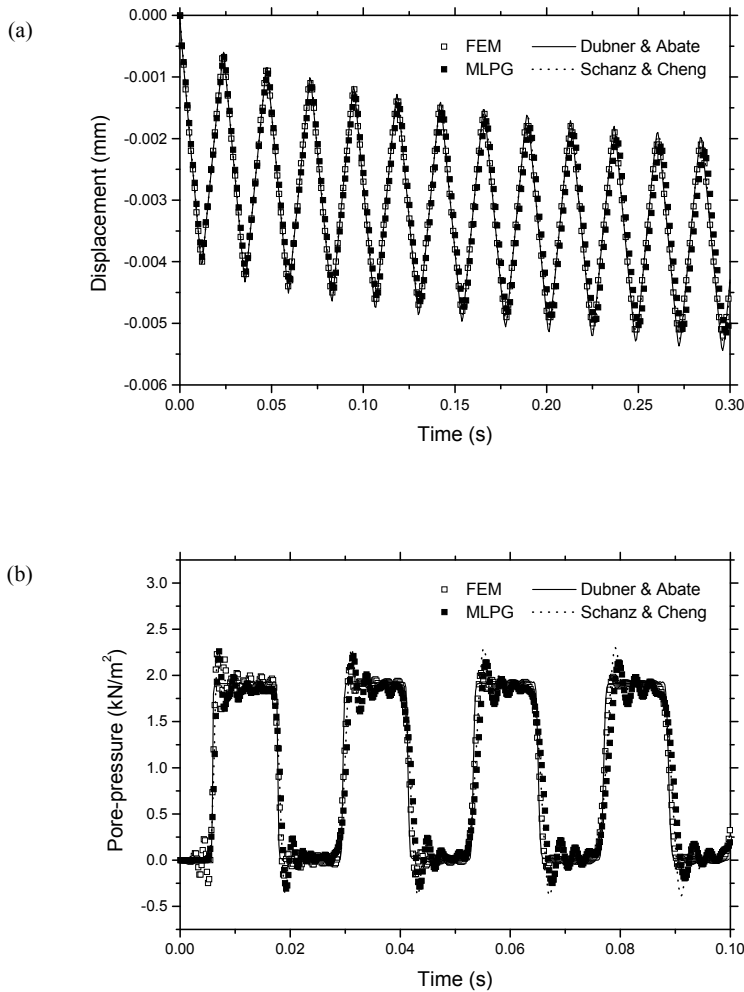 (a)
0.000
-0.001
-0.002
-0.003
-0.004
-0.005
-0.006
Displacement (mm)
FEM
Dubner & Abate
MLPG
Schanz & Cheng
0.00 0.05 0.10 0.15 0.20 0.25 0.30
Time (s)
(b)
3.0
2.5
2.0
1.5
1.0
0.5
0.0
-0.5
Pore-pressure (kN/m²)
FEM
Dubner & Abate
MLPG
Schanz & Cheng
0.00 0.02 0.04 0.06 0.08 0.10
Time (s)